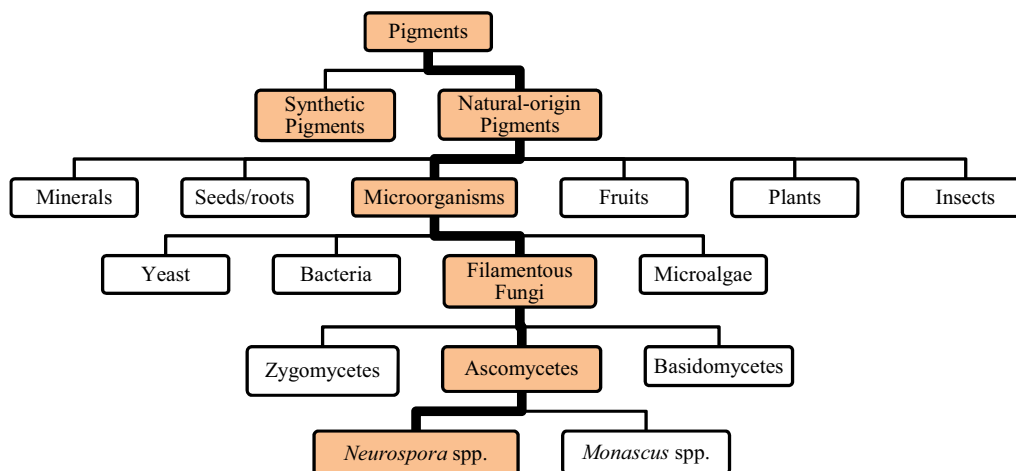 Pigments
Synthetic
Pigments
Natural-origin
Pigments
Minerals
Seeds/roots
Microorganisms
Fruits
Plants
Insects
Yeast
Bacteria
Filamentous
Fungi
Microalgae
Zygomycetes
Ascomycetes
Basidomycetes
Neurospora spp.
Monascus spp.